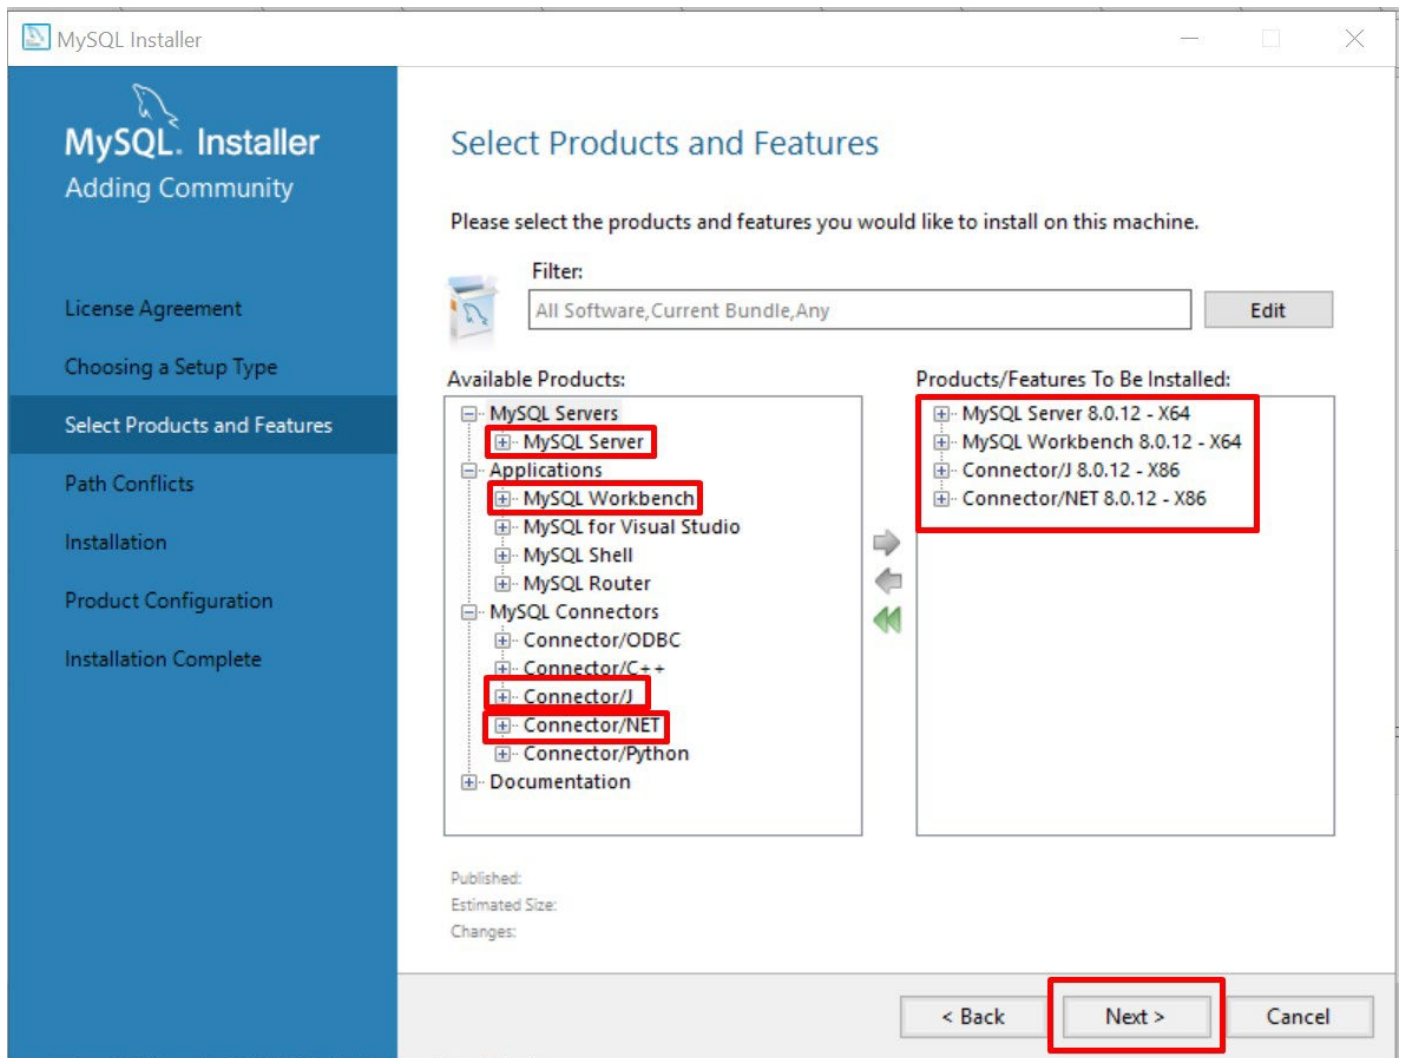 MySQL Installer
MySQL. Installer
Adding Community
License Agreement
Choosing a Setup Type
Select Products and Features
Path Conflicts
Installation
Product Configuration
Installation Complete
Select Products and Features
Please select the products and features you would like to install on this machine.
Filter:
All Software,Current Bundle,Any
Edit
Available Products:
MySQL Servers
MySQL Server
Applications
MySQL Workbench
MySQL for Visual Studio
MySQL Shell
MySQL Router
MySQL Connectors
Connector/ODBC
Connector/C++
Connector/J
Connector/NET
Connector/Python
Documentation
Products/Features To Be Installed:
MySQL Server 8.0.12 - X64
MySQL Workbench 8.0.12 - X64
Connector/J 8.0.12 - X86
Connector/NET 8.0.12 - X86
Published:
Estimated Size:
Changes:
< Back
Next >
Cancel